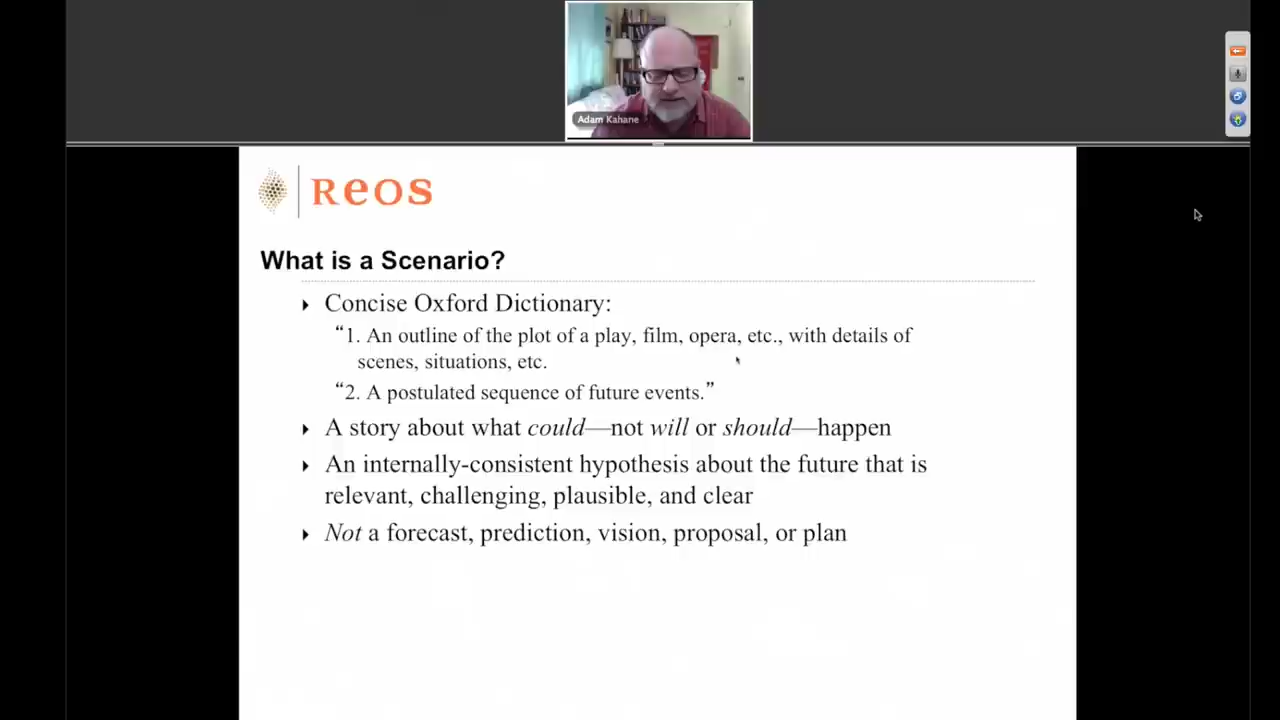 Adam Kahane
Reos
What is a Scenario?
Concise Oxford Dictionary:
“1. An outline of the plot of a play, film, opera, etc., with details of
scenes, situations, etc.
“2. A postulated sequence of future events.”
A story about what could—not will or should—happen
An internally-consistent hypothesis about the future that is
relevant, challenging, plausible, and clear
Not a forecast, prediction, vision, proposal, or plan